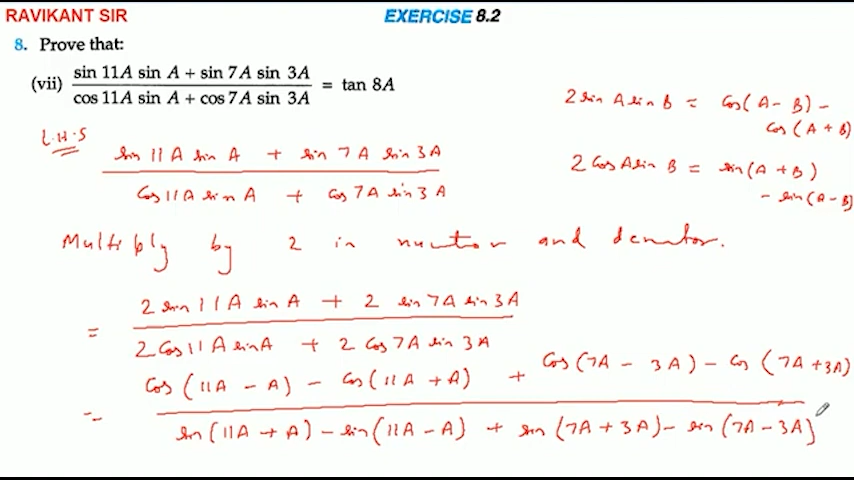 RAVIKANT SIR
EXERCISE 8.2
8. Prove that:
(vii) (sin 11A sin A + sin 7A sin 3A) / (cos 11A sin A + cos 7A sin 3A) = tan 8A
2 sin A sin B = cos(A - B) -
cos(A + B)
2 cos A sin B = sin(A + B)
- sin(A - B)
L.H.S
sin 11A sin A + sin 7A sin 3A
cos 11A sin A + cos 7A sin 3A
Multiply by 2 in numtor and denutor.
= 2 sin 11A sin A + 2 sin 7A sin 3A
2 cos 11A sin A + 2 cos 7A sin 3A
= cos(11A - A) - cos(11A + A) + cos(7A - 3A) - cos(7A + 3A)
sin(11A + A) - sin(11A - A) + sin(7A + 3A) - sin(7A - 3A)